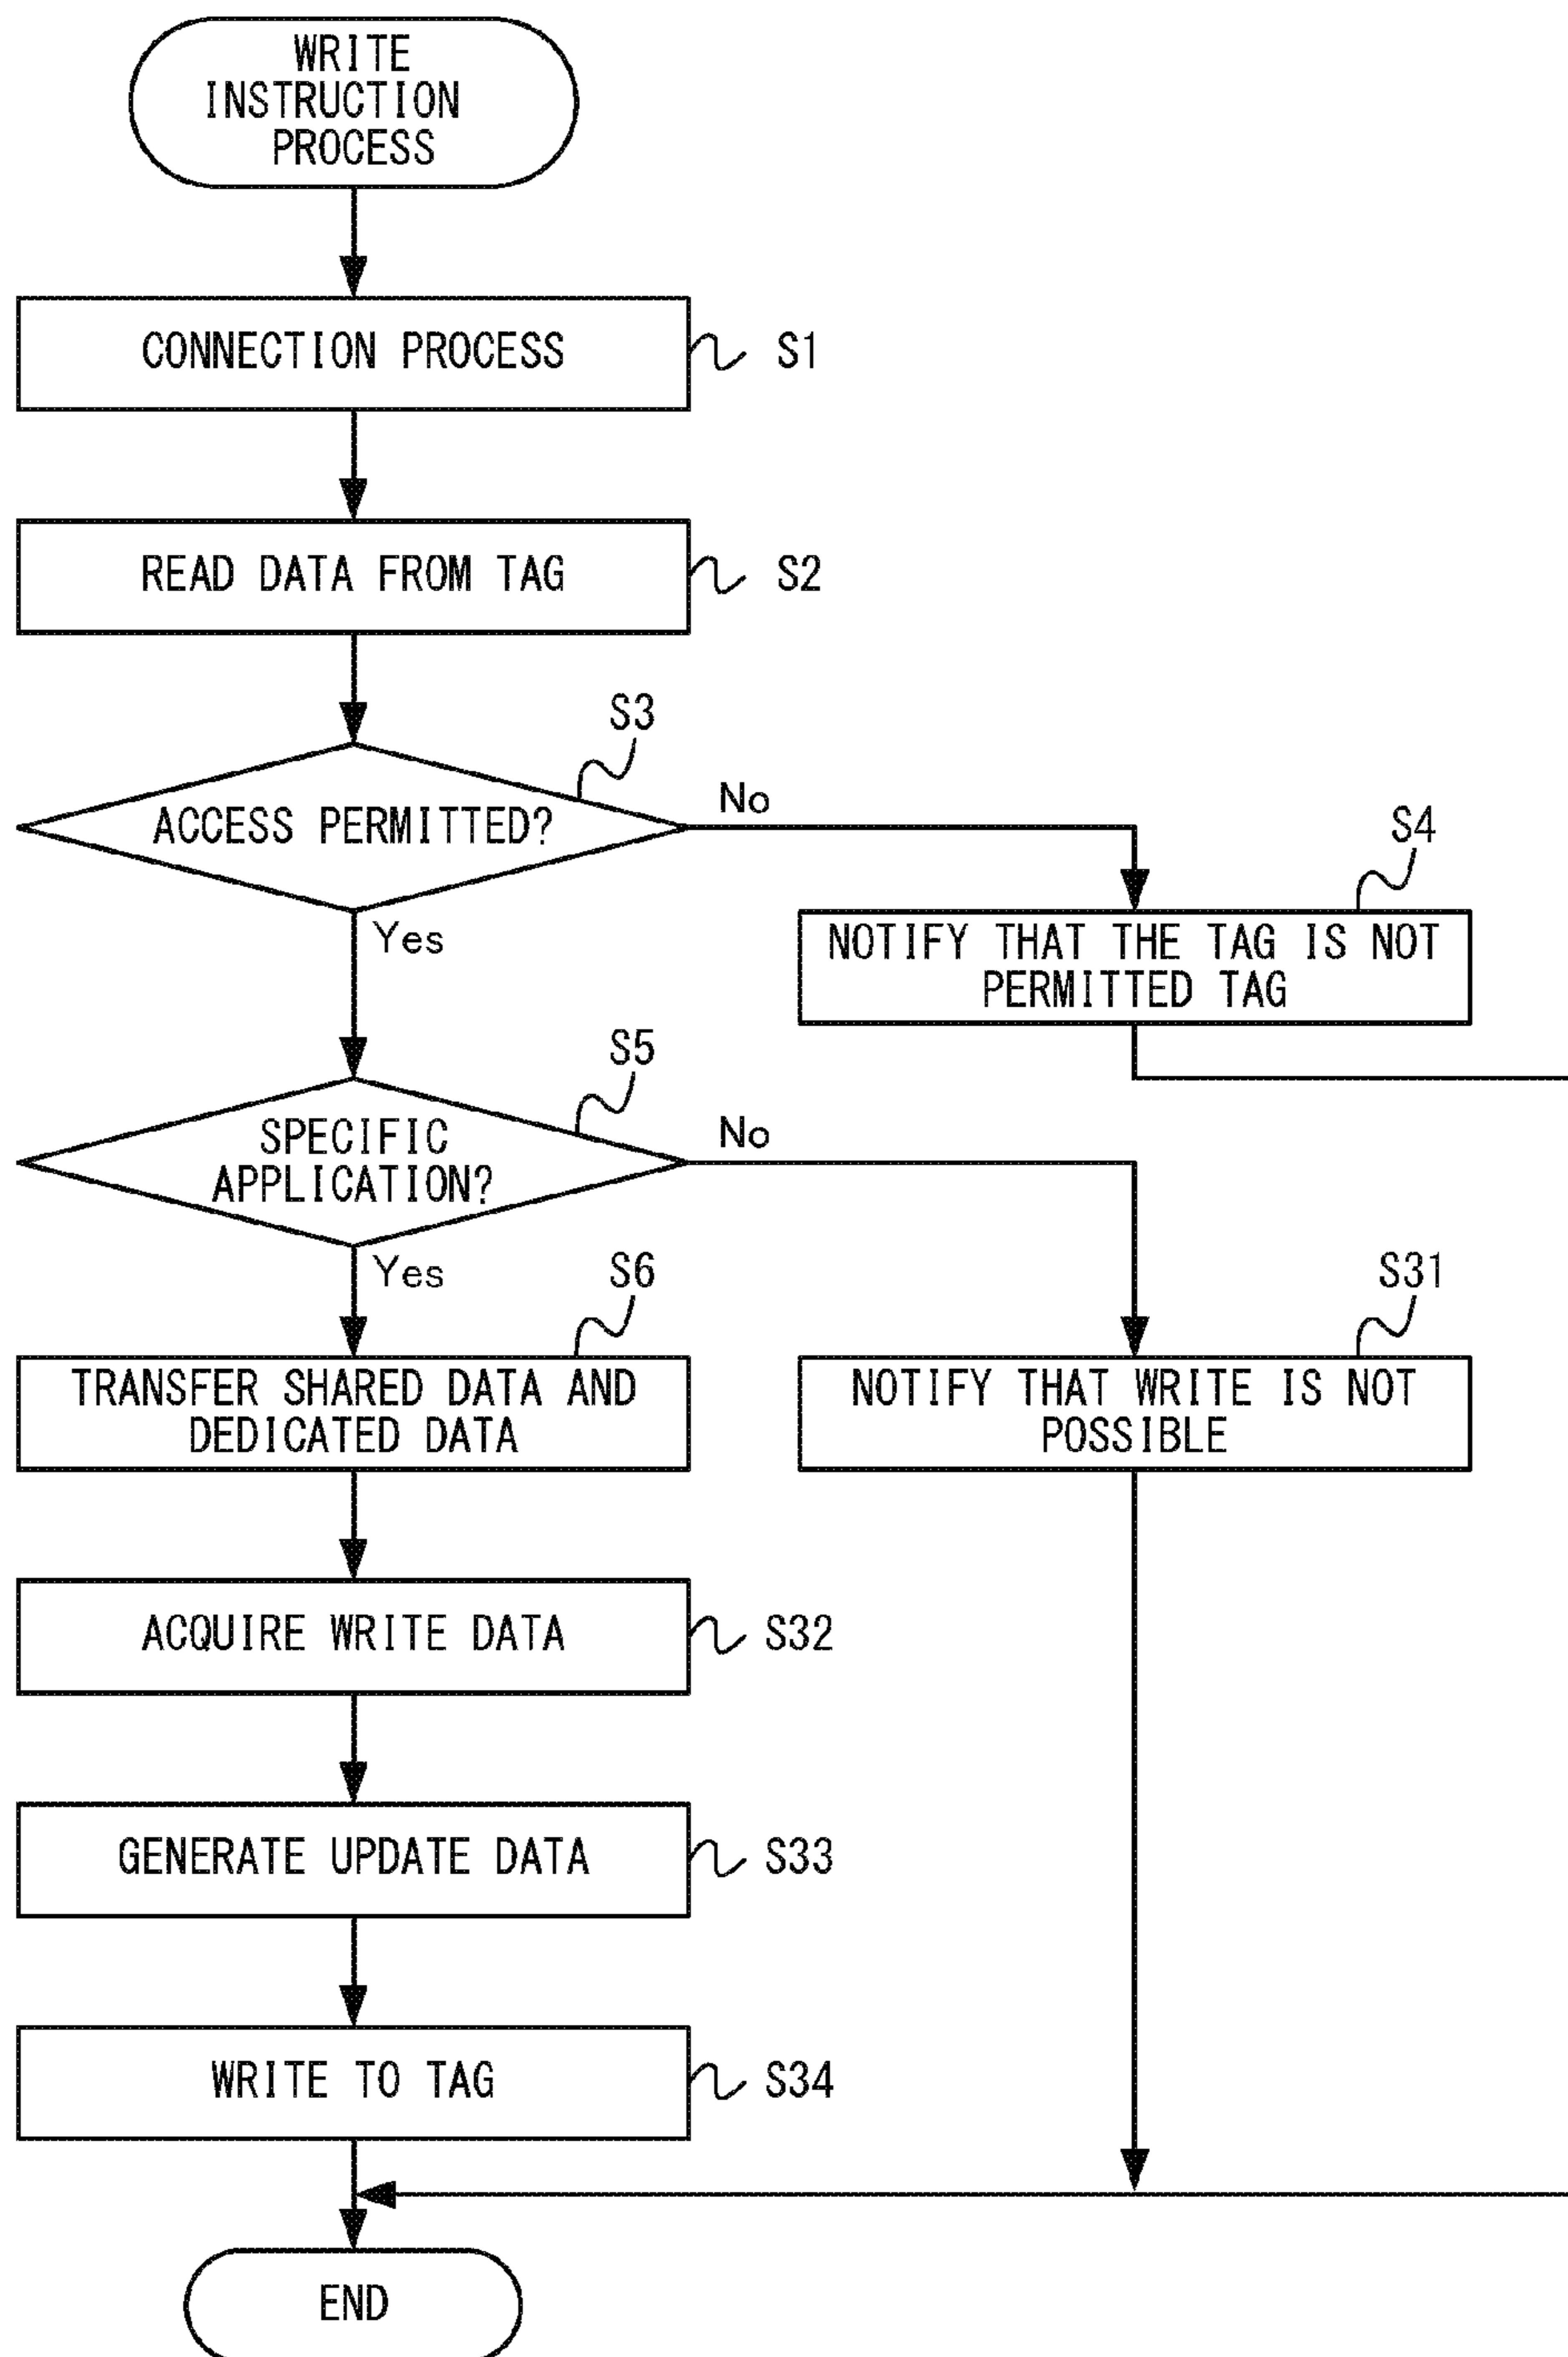 WRITE
INSTRUCTION
PROCESS
CONNECTION PROCESS
S1
READ DATA FROM TAG
S2
S3
ACCESS PERMITTED?
No
Yes
S4
NOTIFY THAT THE TAG IS NOT
PERMITTED TAG
S5
SPECIFIC
APPLICATION?
No
Yes
S6
TRANSFER SHARED DATA AND
DEDICATED DATA
S31
NOTIFY THAT WRITE IS NOT
POSSIBLE
ACQUIRE WRITE DATA
S32
GENERATE UPDATE DATA
S33
WRITE TO TAG
S34
END